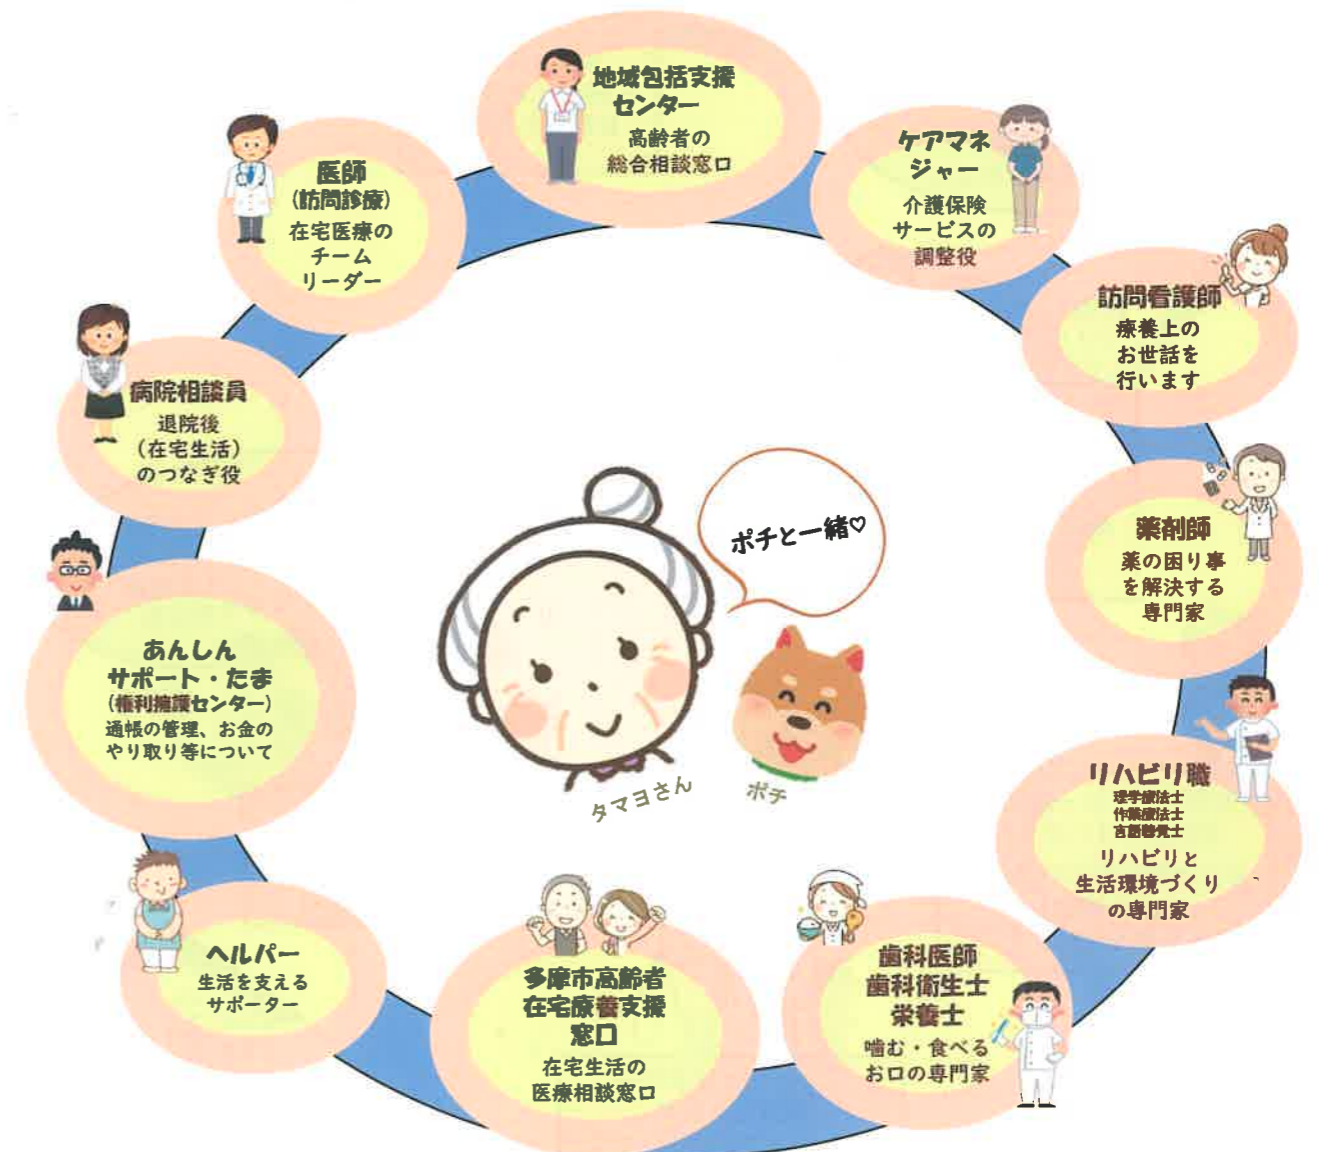 地域包括支援
センター
高齢者の
総合相談窓口
ケアマネ
ジャー
介護保険
サービスの
調整役
訪問看護師
療養上の
お世話を
行います
薬剤師
薬の困り事
を解決する
専門家
リハビリ職
理学療法士
作業療法士
言語聴覚士
リハビリと
生活環境づくり
の専門家
歯科医師
歯科衛生士
栄養士
噛む・食べる
お口の専門家
多摩市高齢者
在宅療養支援
窓口
在宅生活の
医療相談窓口
ヘルパー
生活を支える
サポーター
あんしん
サポート・たま
(権利擁護センター)
通帳の管理、お金の
やり取り等について
病院相談員
退院後
(在宅生活)
のつなぎ役
医師
(訪問診療)
在宅医療の
チーム
リーダー
ポチと一緒♡
タマヨさん
ポチ